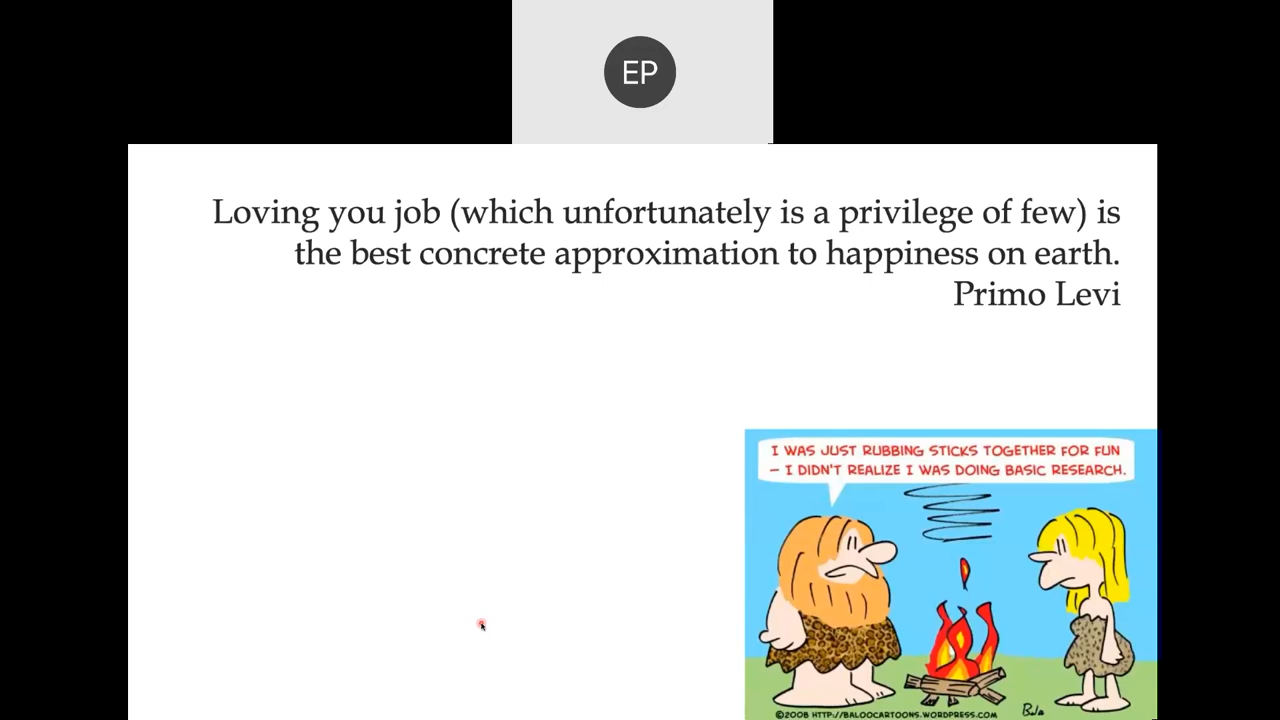 EP
Loving you job (which unfortunately is a privilege of few) is
the best concrete approximation to happiness on earth.
Primo Levi
I WAS JUST RUBBING STICKS TOGETHER FOR FUN
– I DIDN'T REALIZE I WAS DOING BASIC RESEARCH.
©2008 HTTP://BALOOCARTOONS.WORDPRESS.COM